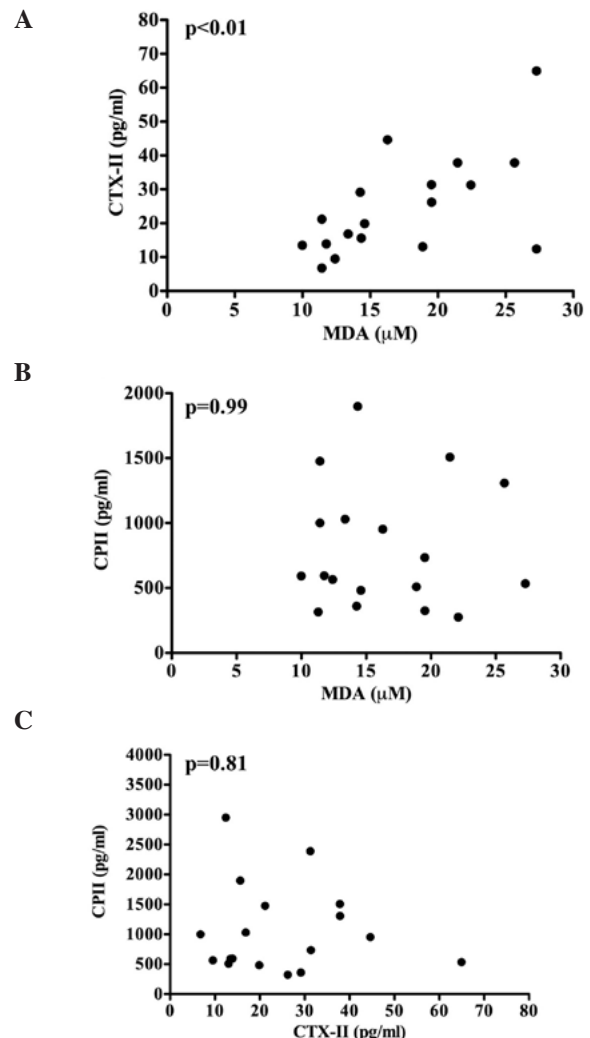 A
p<0.01
80
70
60
50
40
30
20
10
0
CTX-II (pg/ml)
0 5 10 15 20 25 30
MDA (μM)
B
p=0.99
2000
1500
1000
500
0
CPII (pg/ml)
0 5 10 15 20 25 30
MDA (μM)
C
p=0.81
4000
3500
3000
2500
2000
1500
1000
500
0
CPII (pg/ml)
0 10 20 30 40 50 60 70 80
CTX-II (pg/ml)